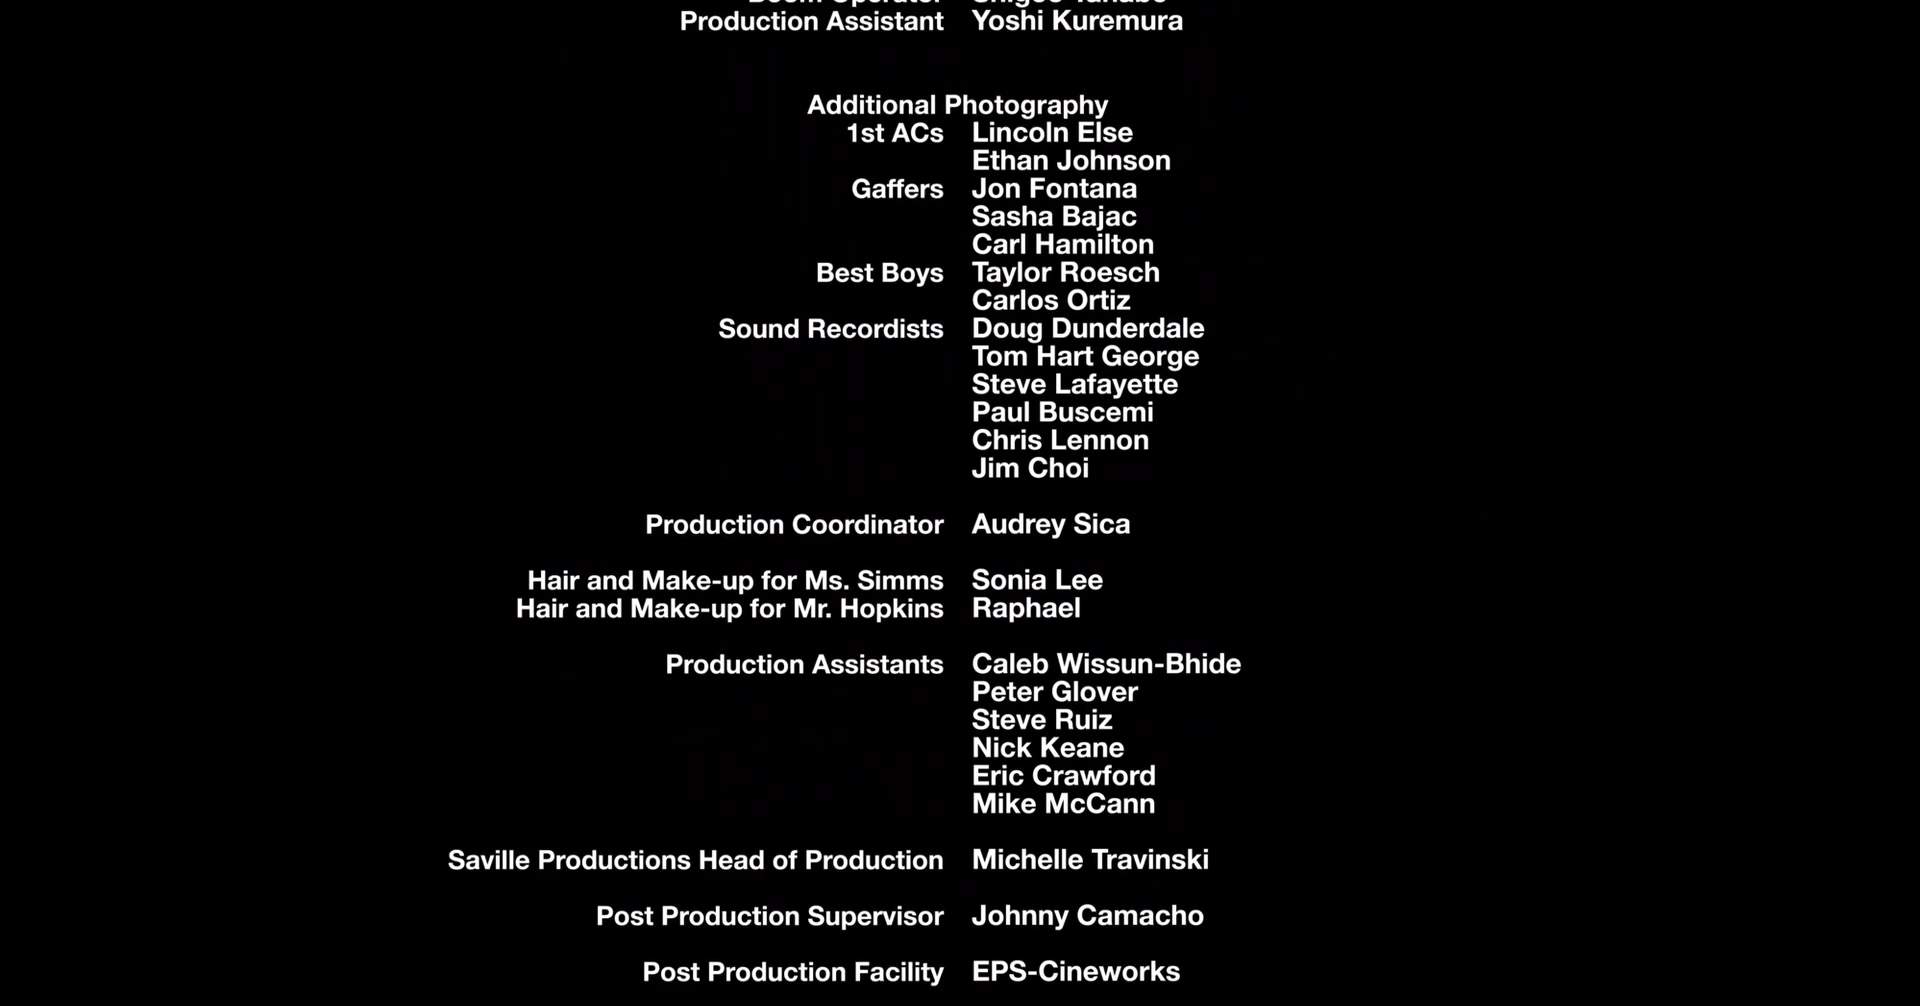 Production Assistant Yoshi Kuremura
Additional Photography
1st ACs Lincoln Else
Ethan Johnson
Gaffers Jon Fontana
Sasha Bajac
Carl Hamilton
Best Boys Taylor Roesch
Carlos Ortiz
Sound Recordists Doug Dunderdale
Tom Hart George
Steve Lafayette
Paul Buscemi
Chris Lennon
Jim Choi
Production Coordinator Audrey Sica
Hair and Make-up for Ms. Simms Sonia Lee
Hair and Make-up for Mr. Hopkins Raphael
Production Assistants Caleb Wissun-Bhide
Peter Glover
Steve Ruiz
Nick Keane
Eric Crawford
Mike McCann
Saville Productions Head of Production Michelle Travinski
Post Production Supervisor Johnny Camacho
Post Production Facility EPS-Cineworks